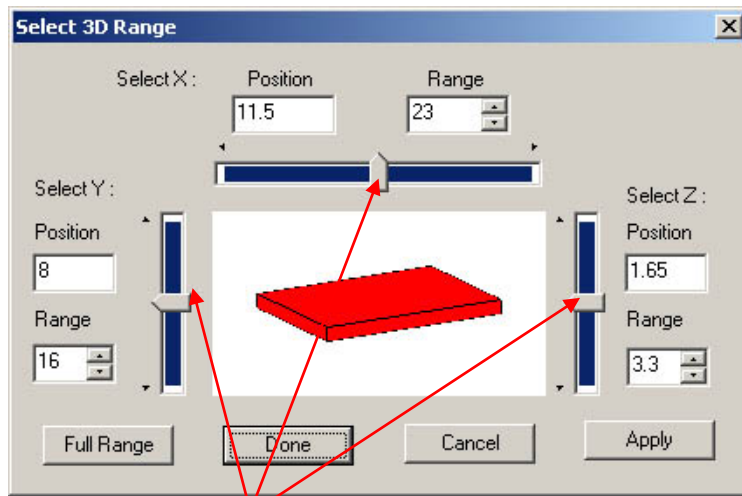 Select 3D Range
Select X :
Position
Range
11.5
23
Select Y :
Position
8
Range
16
Select Z :
Position
1.65
Range
3.3
Full Range
Done
Cancel
Apply